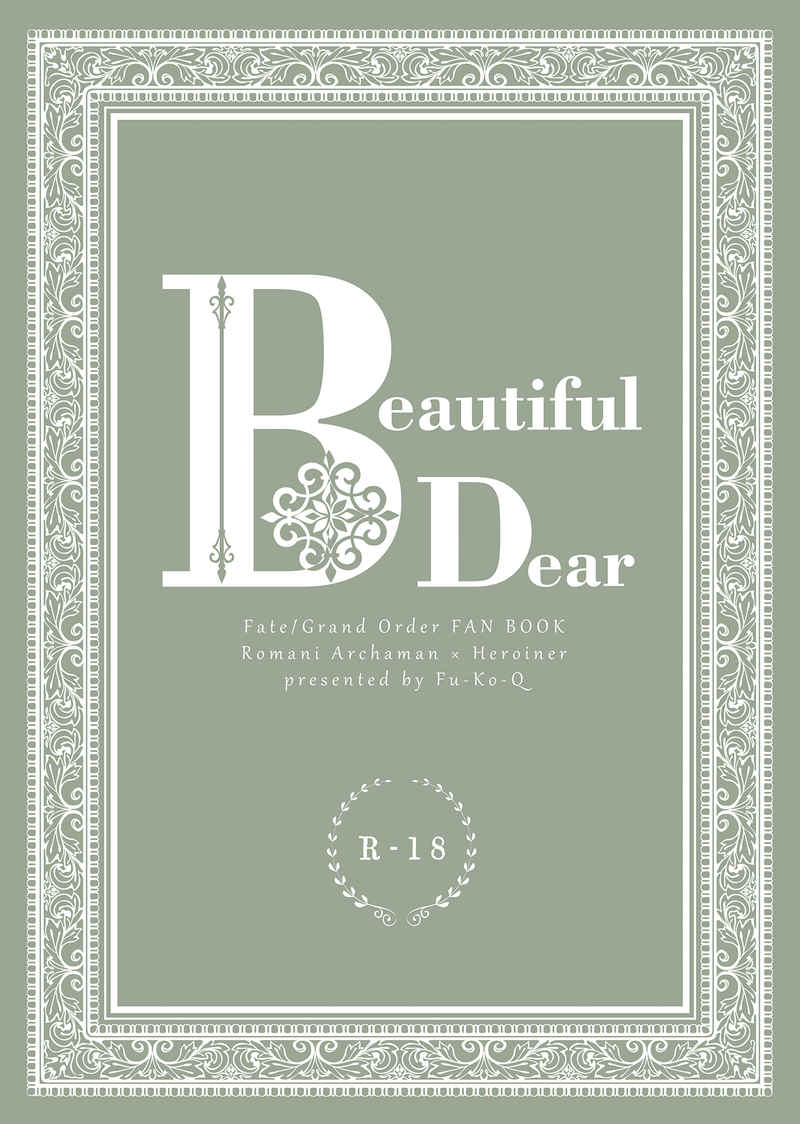 Beautiful
Dear
Fate/Grand Order FAN BOOK
Romani Archaman × Heroiner
presented by Fu-Ko-Q
R-18